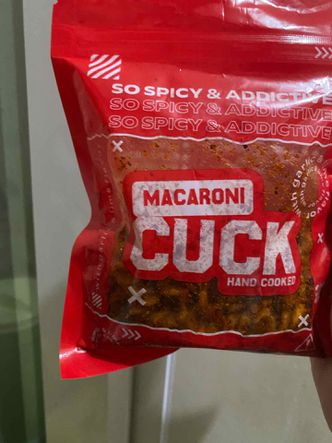 SO SPICY & ADDICTIVE
SO SPICY & ADDICTIVE
SO SPICY & ADDICTIVE
MACARONI
CUCK
HAND COOKED